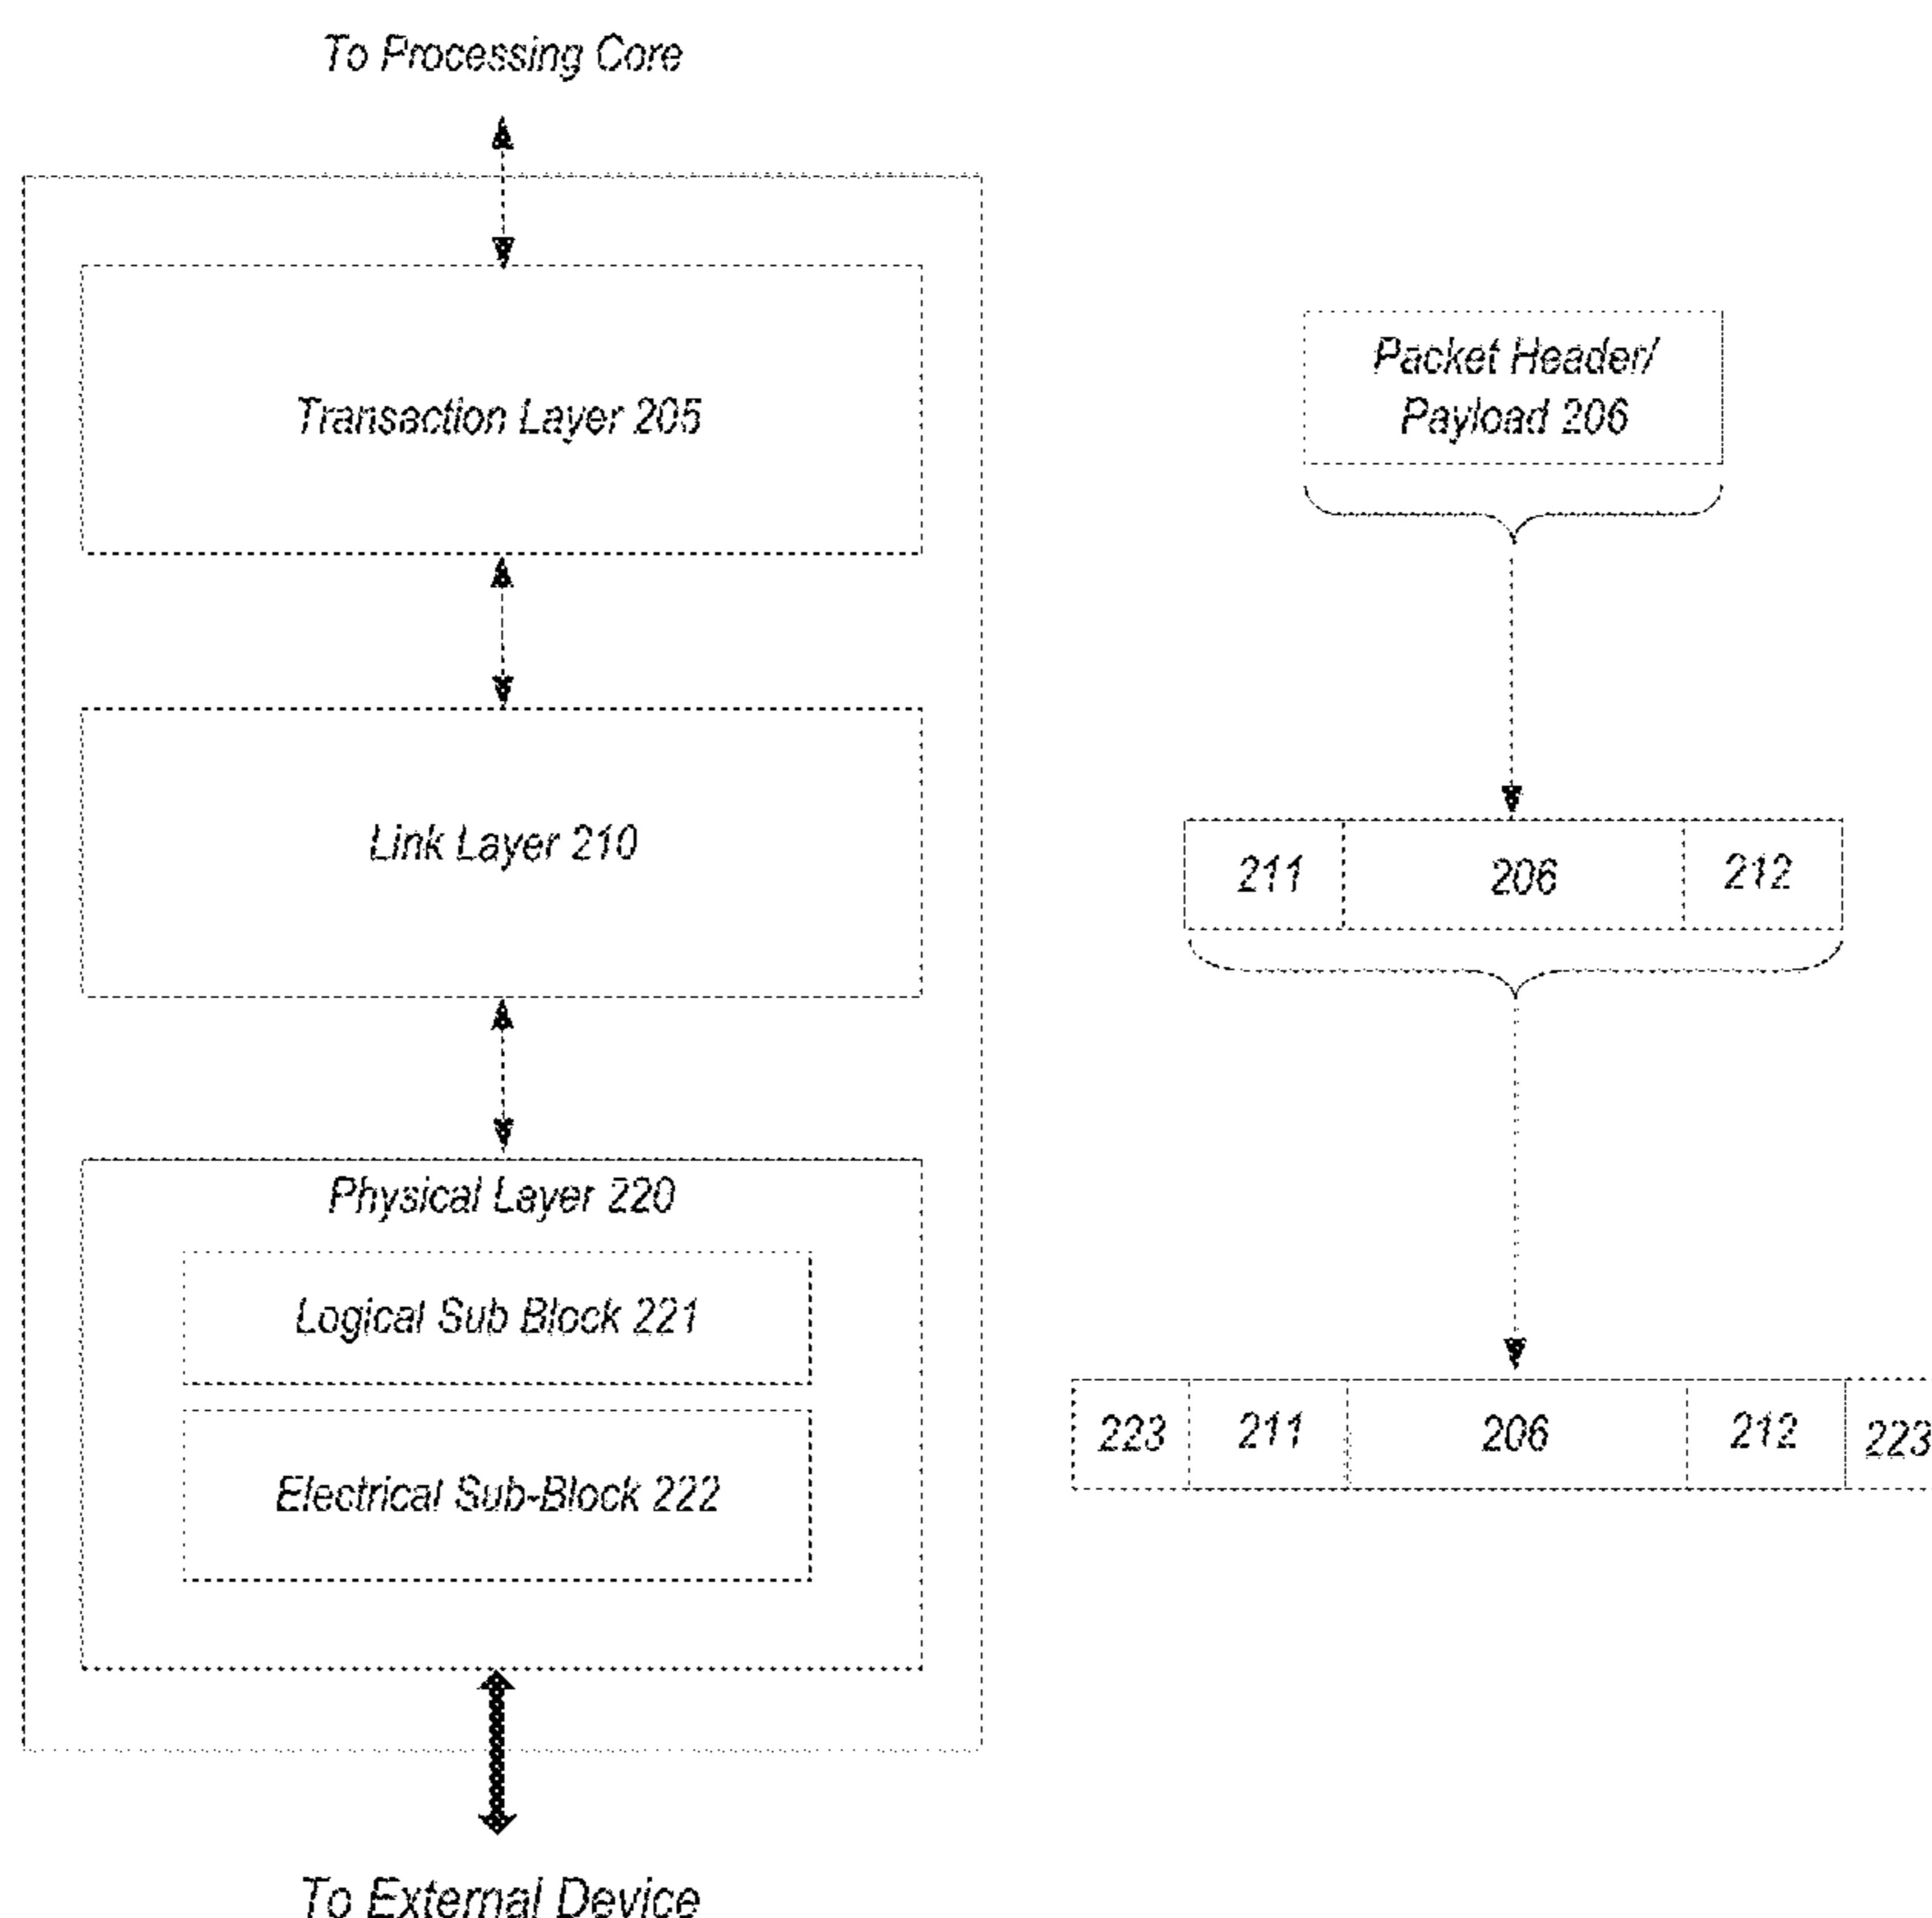 To Processing Core
Transaction Layer 205
Packet Header/
Payload 206
Link Layer 210
211 206 212
Physical Layer 220
Logical Sub Block 221
Electrical Sub-Block 222
223 211 206 212 223
To External Device